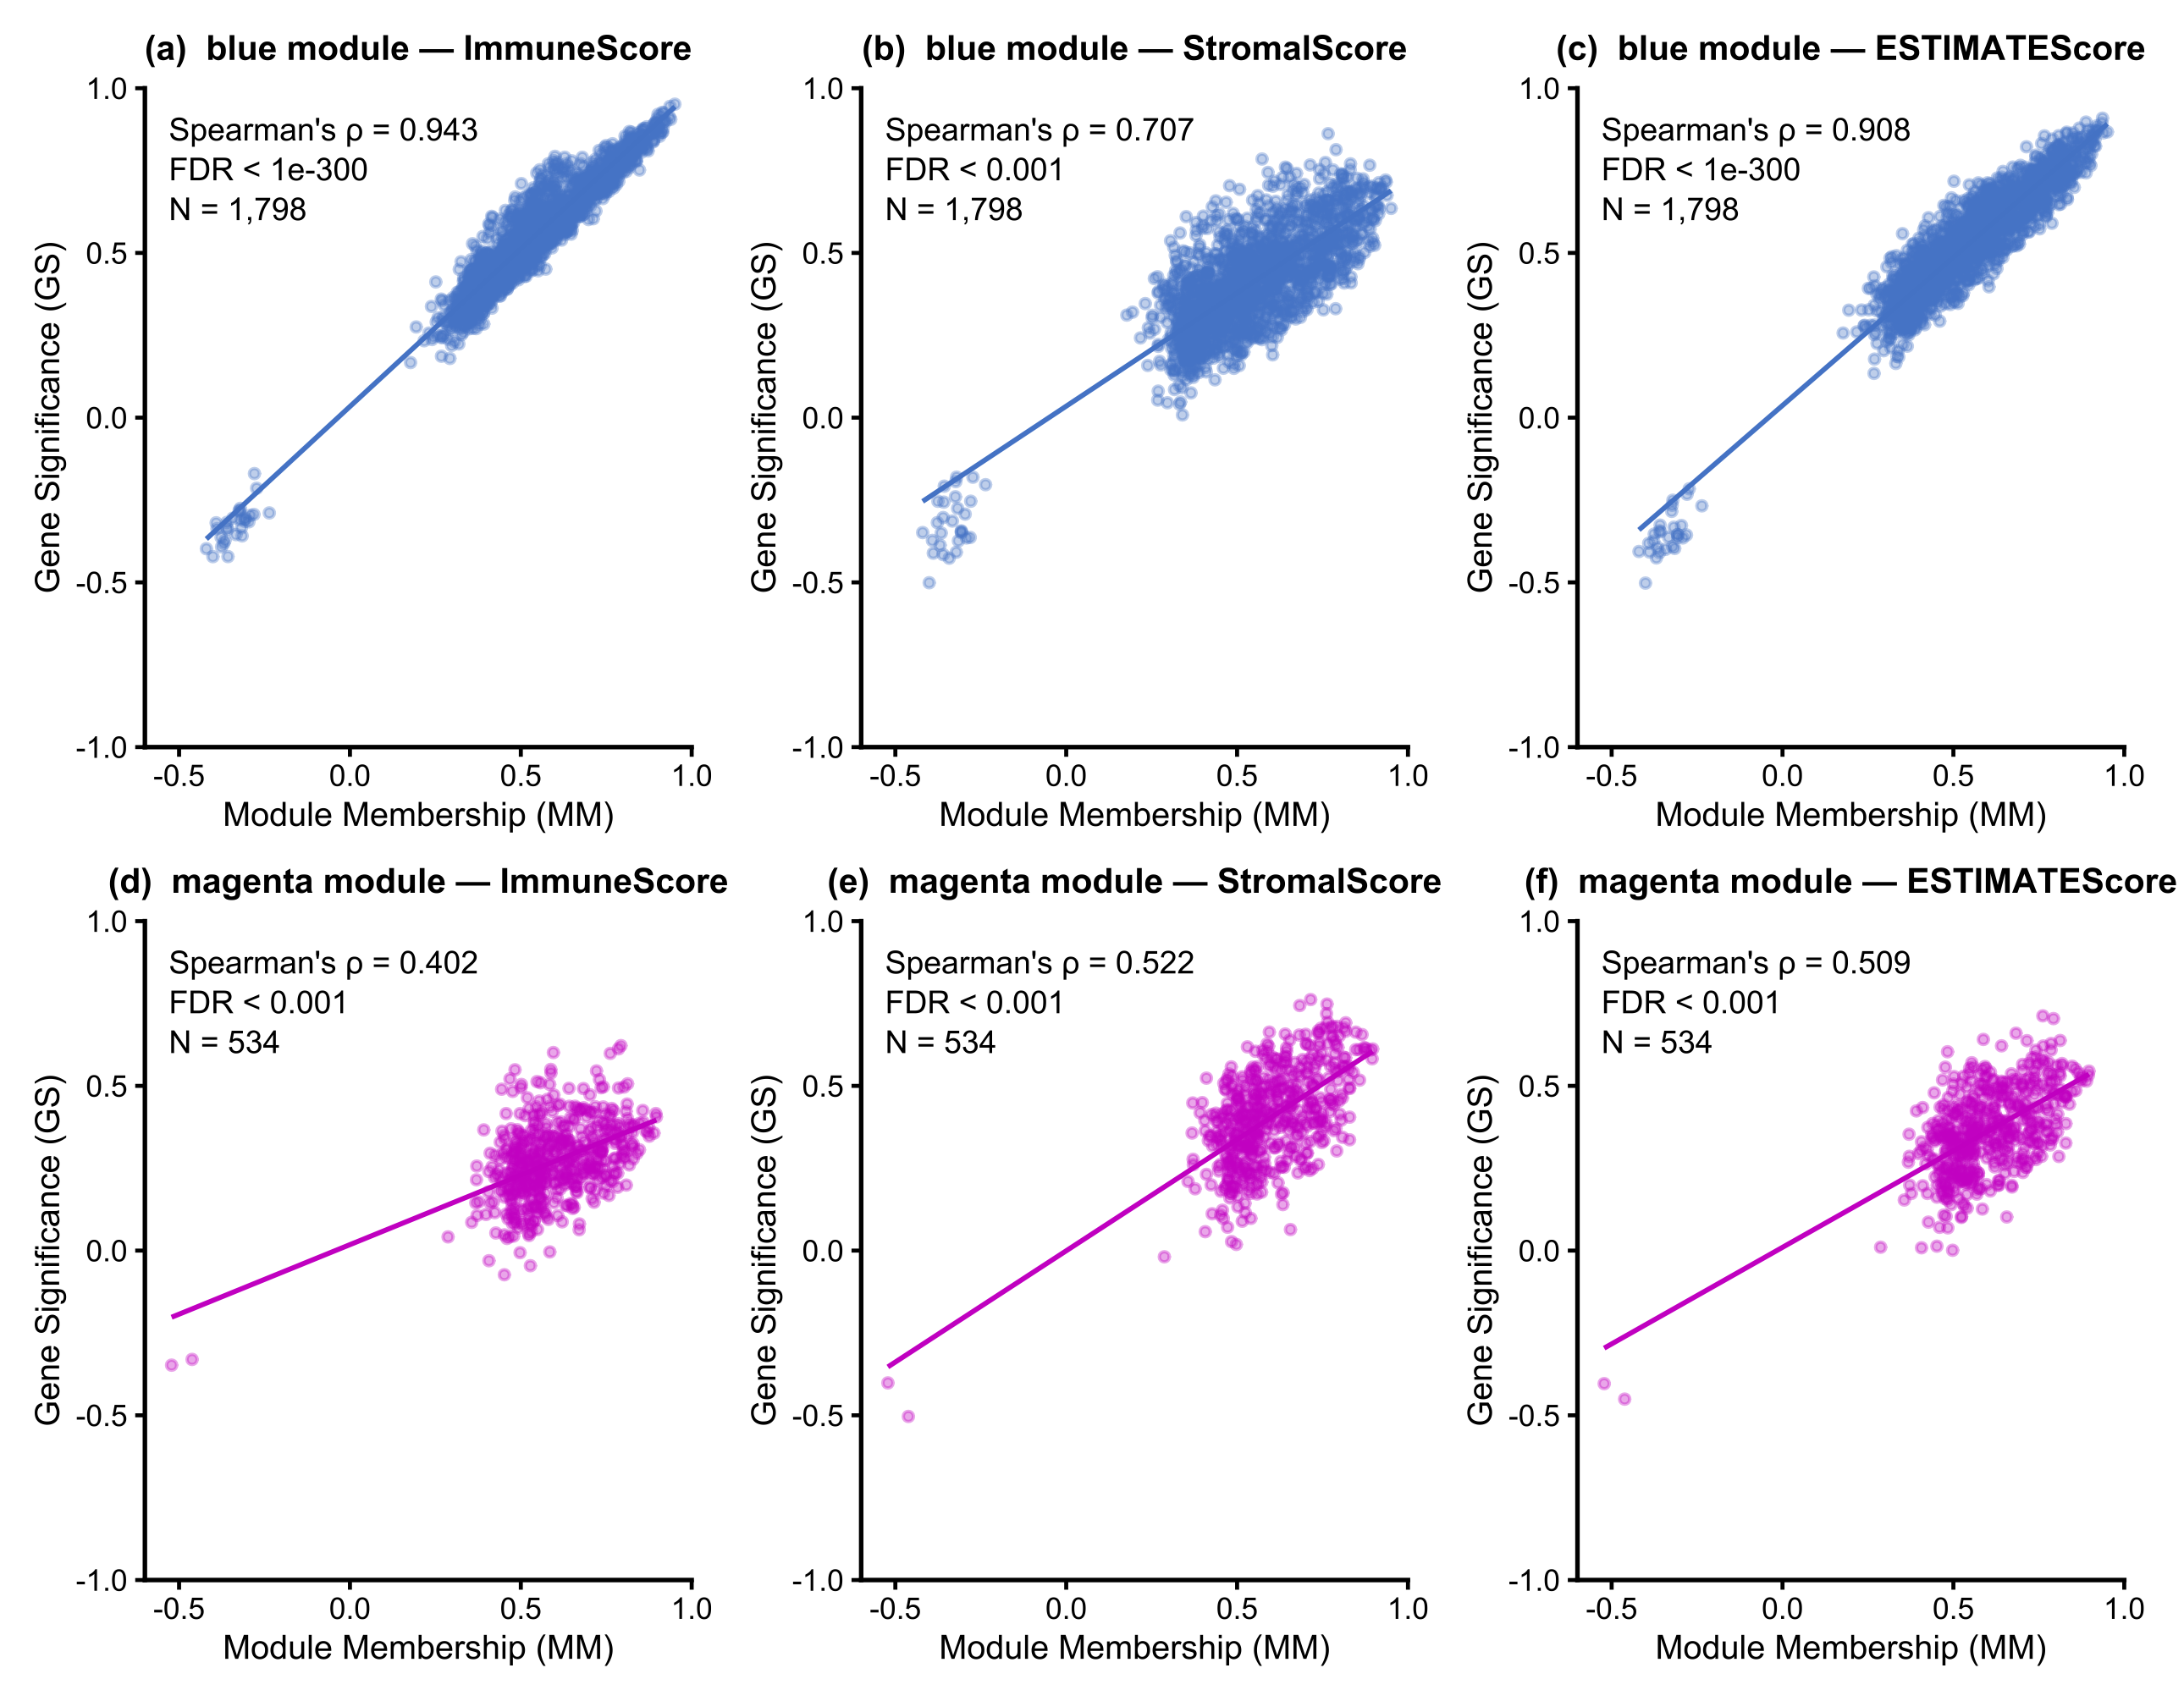 (a) blue module — ImmuneScore
Spearman's ρ = 0.943
FDR < 1e-300
N = 1,798
1.0
0.5
0.0
-0.5
-1.0
Gene Significance (GS)
-0.5 0.0 0.5 1.0
Module Membership (MM)
(b) blue module — StromalScore
Spearman's ρ = 0.707
FDR < 0.001
N = 1,798
1.0
0.5
0.0
-0.5
-1.0
Gene Significance (GS)
-0.5 0.0 0.5 1.0
Module Membership (MM)
(c) blue module — ESTIMATEScore
Spearman's ρ = 0.908
FDR < 1e-300
N = 1,798
1.0
0.5
0.0
-0.5
-1.0
Gene Significance (GS)
-0.5 0.0 0.5 1.0
Module Membership (MM)
(d) magenta module — ImmuneScore
Spearman's ρ = 0.402
FDR < 0.001
N = 534
1.0
0.5
0.0
-0.5
-1.0
Gene Significance (GS)
-0.5 0.0 0.5 1.0
Module Membership (MM)
(e) magenta module — StromalScore
Spearman's ρ = 0.522
FDR < 0.001
N = 534
1.0
0.5
0.0
-0.5
-1.0
Gene Significance (GS)
-0.5 0.0 0.5 1.0
Module Membership (MM)
(f) magenta module — ESTIMATEScore
Spearman's ρ = 0.509
FDR < 0.001
N = 534
1.0
0.5
0.0
-0.5
-1.0
Gene Significance (GS)
-0.5 0.0 0.5 1.0
Module Membership (MM)